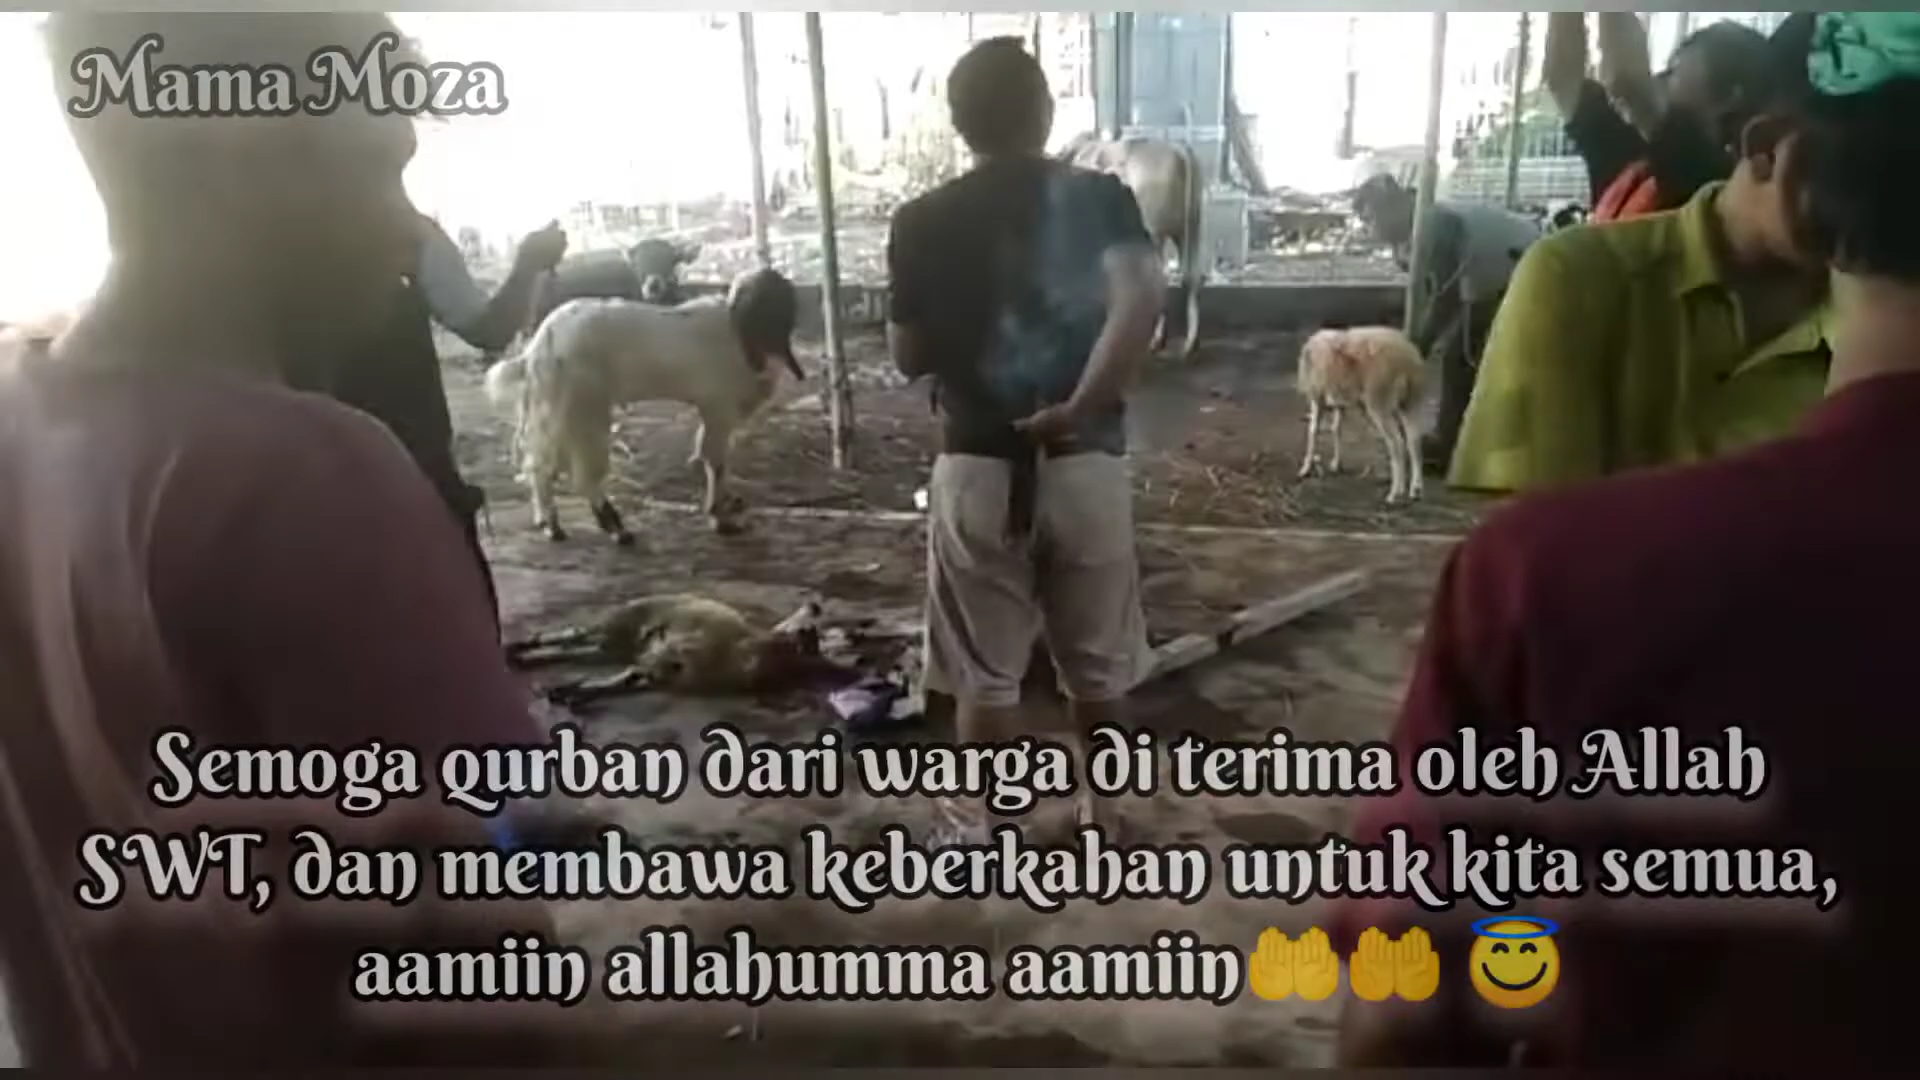 Mama Moza
Semoga qurban dari warga di terima oleh Allah
SWT, dan membawa keberkahan untuk kita semua,
aamiin allahumma aamiin🤲🤲 😇